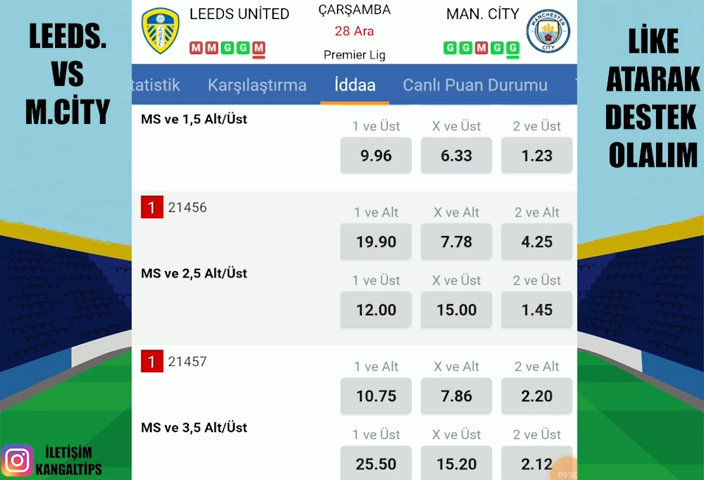 LEEDS.
VS
M.CİTY
LEEDS UNİTED
M M G G M
ÇARŞAMBA
28 Ara
Premier Lig
MAN. CİTY
G G M G G
MANCHESTER
CITY
LİKE
ATARAK
DESTEK
OLALIM
tatistik Karşılaştırma İddaa Canlı Puan Durumu
MS ve 1,5 Alt/Üst
1 ve Üst X ve Üst 2 ve Üst
9.96 6.33 1.23
1 21456
1 ve Alt X ve Alt 2 ve Alt
19.90 7.78 4.25
MS ve 2,5 Alt/Üst
1 ve Üst X ve Üst 2 ve Üst
12.00 15.00 1.45
1 21457
1 ve Alt X ve Alt 2 ve Alt
10.75 7.86 2.20
MS ve 3,5 Alt/Üst
1 ve Üst X ve Üst 2 ve Üst
25.50 15.20 2.12
İLETİŞİM
KANGALTİPS